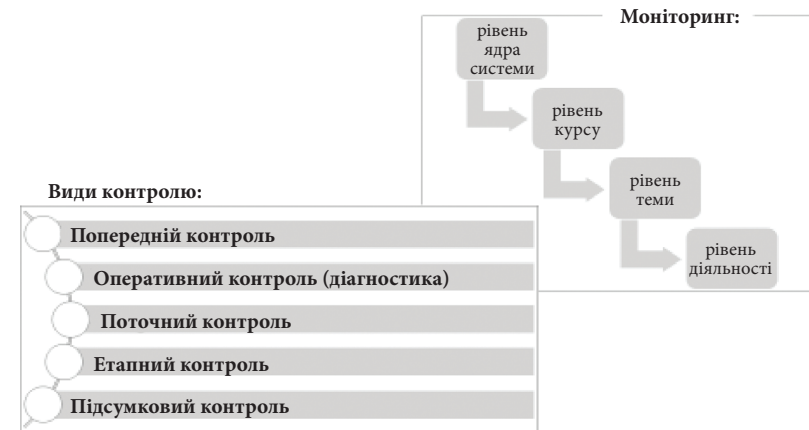 Моніторинг:
рівень
ядра
системи
рівень
курсу
рівень
теми
рівень
діяльності
Види контролю:
Попередній контроль
Оперативний контроль (діагностика)
Поточний контроль
Етапний контроль
Підсумковий контроль